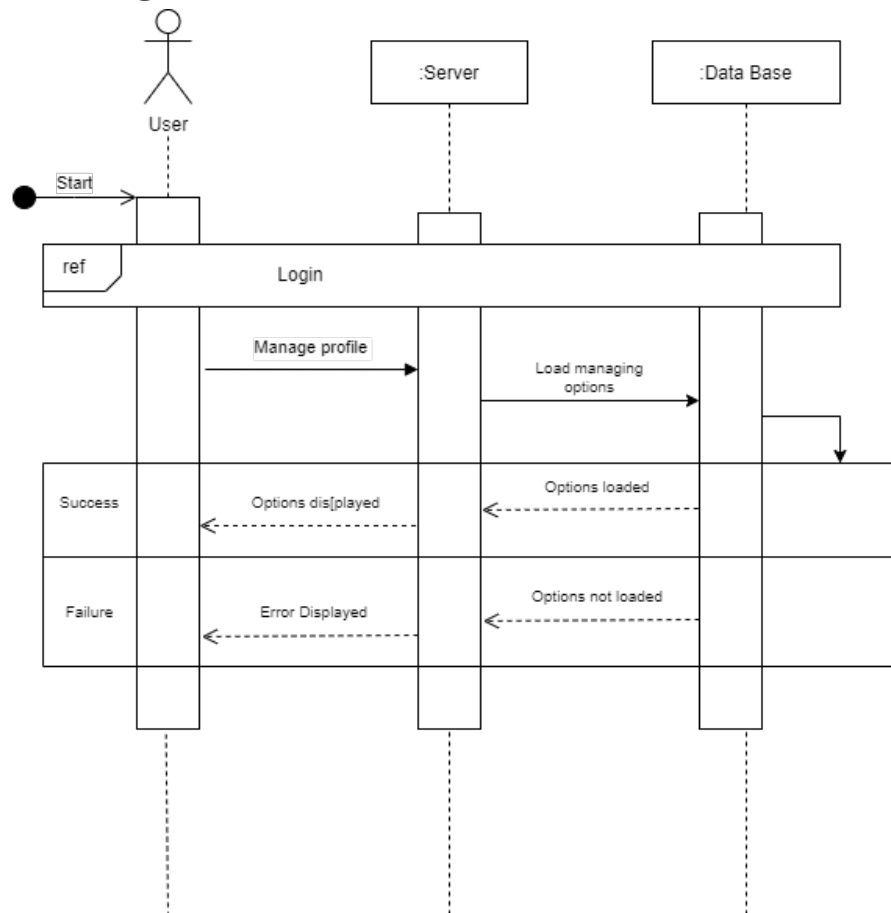 :Server
:Data Base
User
Start
ref
Login
Manage profile
Load managing
options
Success
Options dis[played
Options loaded
Failure
Error Displayed
Options not loaded